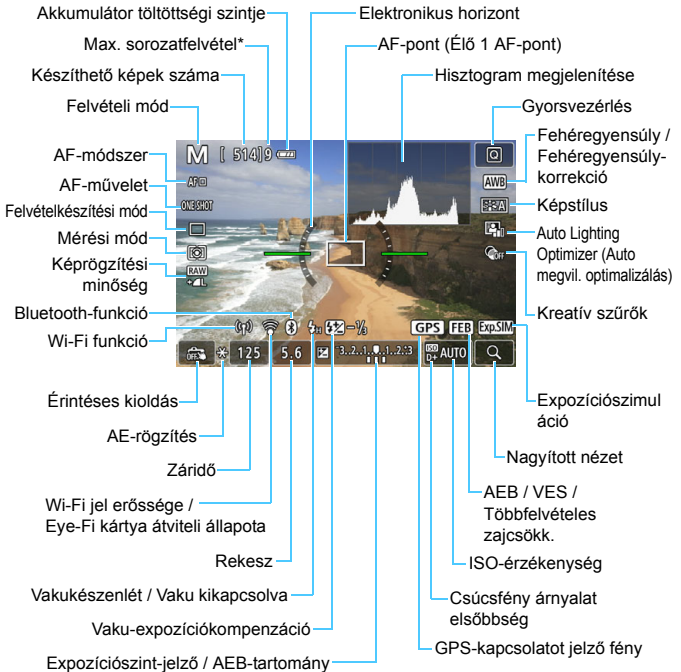 Akkumulátor töltöttségi szintje
Elektronikus horizont
Max. sorozatfelvétel*
AF-pont (Élő 1 AF-pont)
Készíthető képek száma
Hisztogram megjelenítése
Felvételi mód
Gyorsvezérlés
M [ 514] 9
Q
AF-módszer
AF
Fehéregyensúly /
Fehéregyensúly-
korrekció
AWB
AF-művelet
ONE SHOT
Képstílus
A
Felvételkészítési mód
Auto Lighting
Optimizer (Auto
megvil. optimalizálás)
Mérési mód
OFF
Képrögzítési
minőség
RAW
L
Kreatív szűrők
Bluetooth-funkció
Wi-Fi funkció
H -1/3 GPS FEB Exp.SIM
OFF * 125 5.6 -3..2..1..0..1..2..+3 ISO D+ AUTO
Érintéses kioldás
Expozíciószimul
áció
AE-rögzítés
Nagyított nézet
Záridő
AEB / VES /
Többfelvételes
zajcsökk.
Wi-Fi jel erőssége /
Eye-Fi kártya átviteli állapota
Rekesz
ISO-érzékenység
Vakukészenlét / Vaku kikapcsolva
Csúcsfény árnyalat
elsőbbség
Vaku-expozíciókompenzáció
GPS-kapcsolatot jelző fény
Expozíciószint-jelző / AEB-tartomány